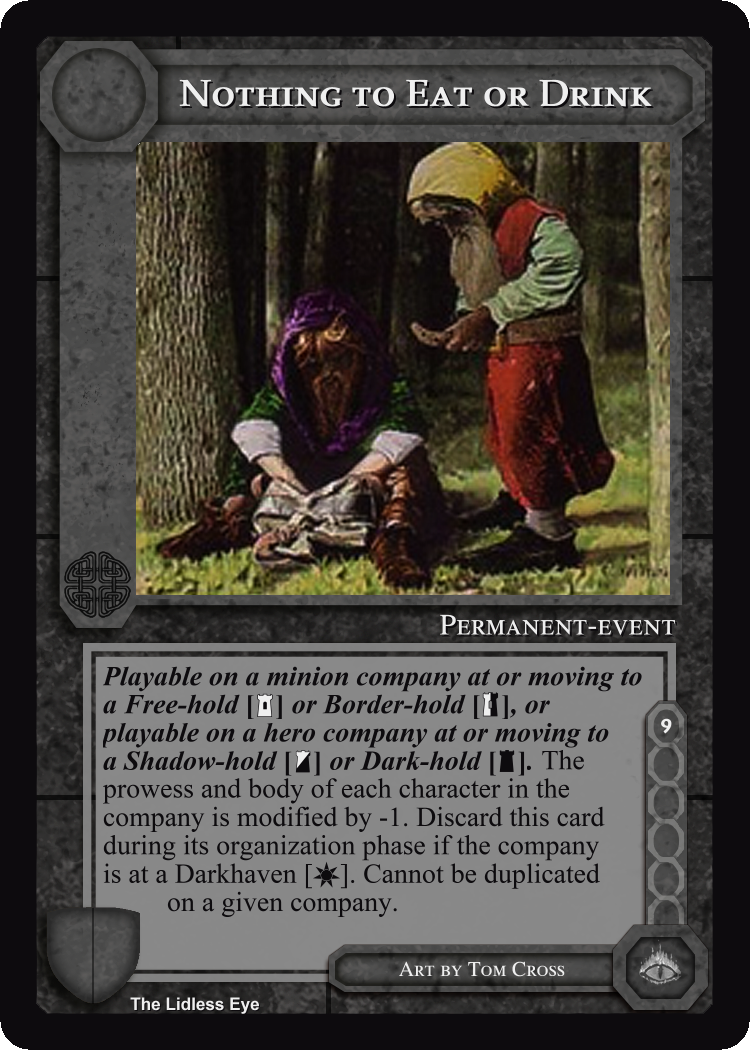 Nothing to Eat or Drink
Permanent-event
Playable on a minion company at or moving to
a Free-hold [] or Border-hold [], or
playable on a hero company at or moving to
a Shadow-hold [] or Dark-hold []. The
prowess and body of each character in the
company is modified by -1. Discard this card
during its organization phase if the company
is at a Darkhaven []. Cannot be duplicated
on a given company.
9
Art by Tom Cross
The Lidless Eye